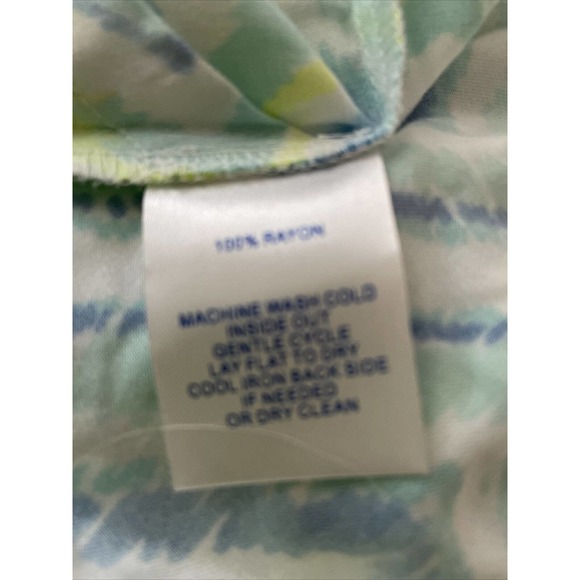 100% RAYON
MACHINE WASH COLD
INSIDE OUT
GENTLE CYCLE
LAY FLAT TO DRY
COOL IRON BACK SIDE
IF NEEDED
OR DRY CLEAN